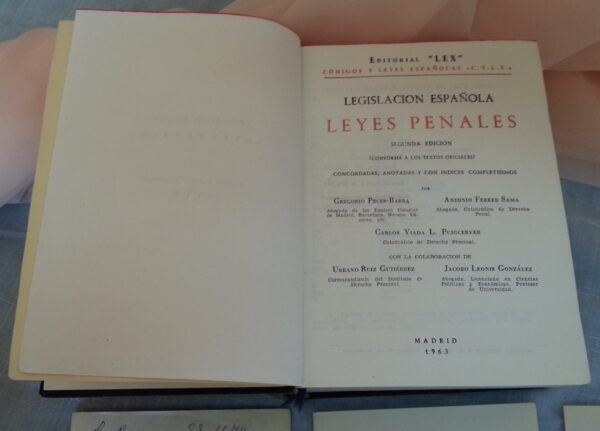 EDITORIAL "LEX"
CÓDIGOS Y LEYES ESPAÑOLAS «C. Y. L. E.»
LEGISLACION ESPAÑOLA
LEYES PENALES
SEGUNDA EDICION
(CONFORME A LOS TEXTOS OFICIALES)
CONCORDADAS, ANOTADAS Y CON INDICES COMPLETISIMOS
POR
GREGORIO PECES-BARBA
Abogado de los Ilustres Colegios
de Madrid, Barcelona, Burgos,
etc.
ANTONIO FERRER SAMA
Abogado, Catedrático de Derecho
Penal.
CARLOS VIADA L. PUIGCERVER
Catedrático de Derecho Procesal.
CON LA COLABORACION DE
URBANO RUIZ GUTIÉRREZ
Correspondiente del Instituto de
Derecho Procesal.
JACOBO LEONIS GONZÁLEZ
Abogado, Licenciado en Ciencias
Políticas y Económicas, Profesor
de Universidad.
MADRID
1963